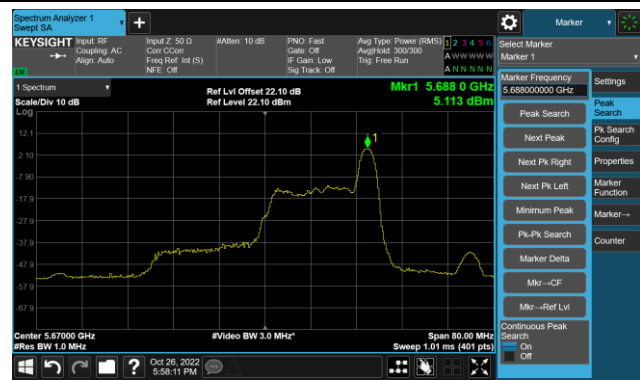 Spectrum Analyzer 1
Swept SA
Marker
KEYSIGHT
Input: RF
Coupling: AC
Align: Auto
Input Z: 50 Ω
Corr CCorr
Freq Ref: Int (S)
NFE: Off
#Atten: 10 dB
PNO: Fast
Gate: Off
IF Gain: Low
Sig Track: Off
Avg Type: Power (RMS)
Avg|Hold: 300/300
Trig: Free Run
1 2 3 4 5 6
A W W W W W
A N N N N N
LXI
Select Marker
Marker 1
1 Spectrum
Scale/Div 10 dB
Log
Ref Lvl Offset 22.10 dB
Ref Level 22.10 dBm
Mkr1 5.688 0 GHz
5.113 dBm
1
12.1
2.10
-7.90
-17.9
-27.9
-37.9
-47.9
-57.9
-67.9
Center 5.67000 GHz
#Res BW 1.0 MHz
#Video BW 3.0 MHz*
Span 80.00 MHz
Sweep 1.01 ms (401 pts)
Marker Frequency
5.688000000 GHz
Peak Search
Next Peak
Next Pk Right
Next Pk Left
Minimum Peak
Pk-Pk Search
Marker Delta
Mkr→CF
Mkr→Ref Lvl
Continuous Peak
Search
On
Off
Settings
Peak
Search
Pk Search
Config
Properties
Marker
Function
Marker→
Counter
Oct 26, 2022
5:58:11 PM